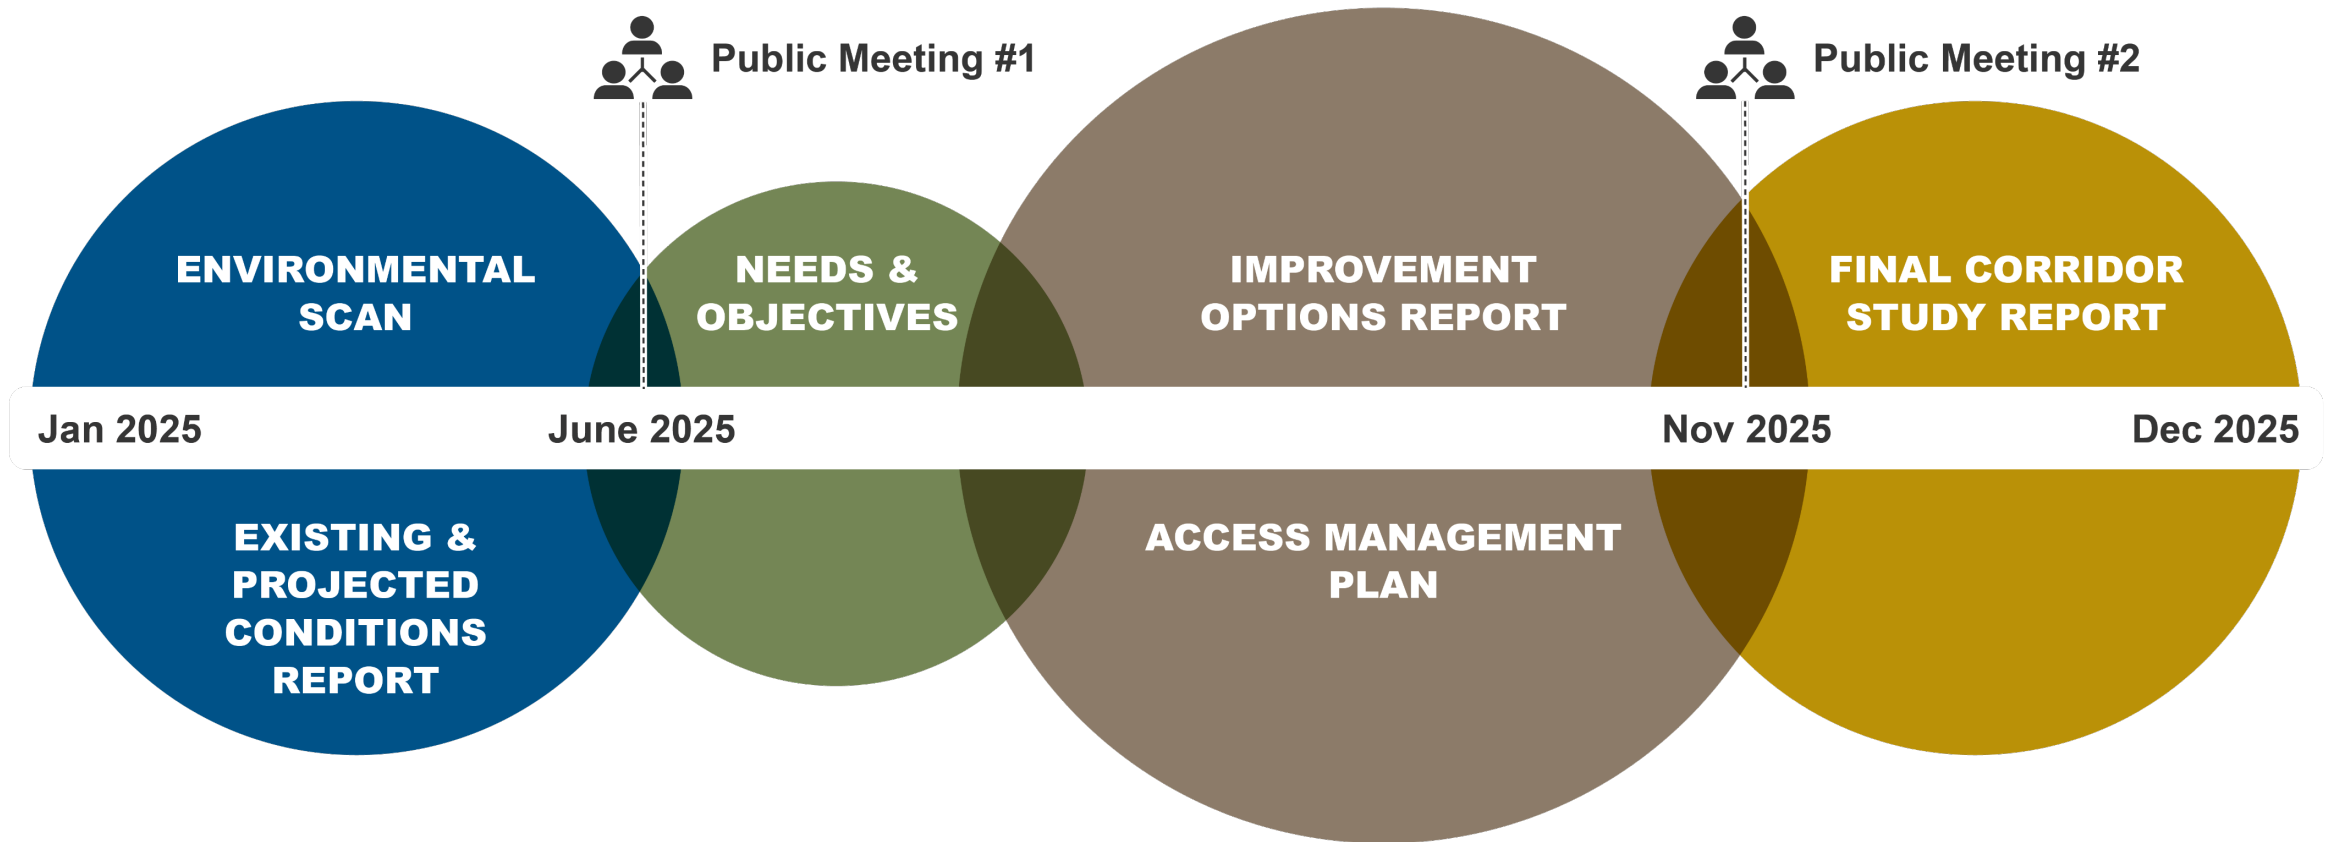 Public Meeting #1
Public Meeting #2
ENVIRONMENTAL
SCAN
NEEDS &
OBJECTIVES
IMPROVEMENT
OPTIONS REPORT
FINAL CORRIDOR
STUDY REPORT
Jan 2025
June 2025
Nov 2025
Dec 2025
EXISTING &
PROJECTED
CONDITIONS
REPORT
ACCESS MANAGEMENT
PLAN